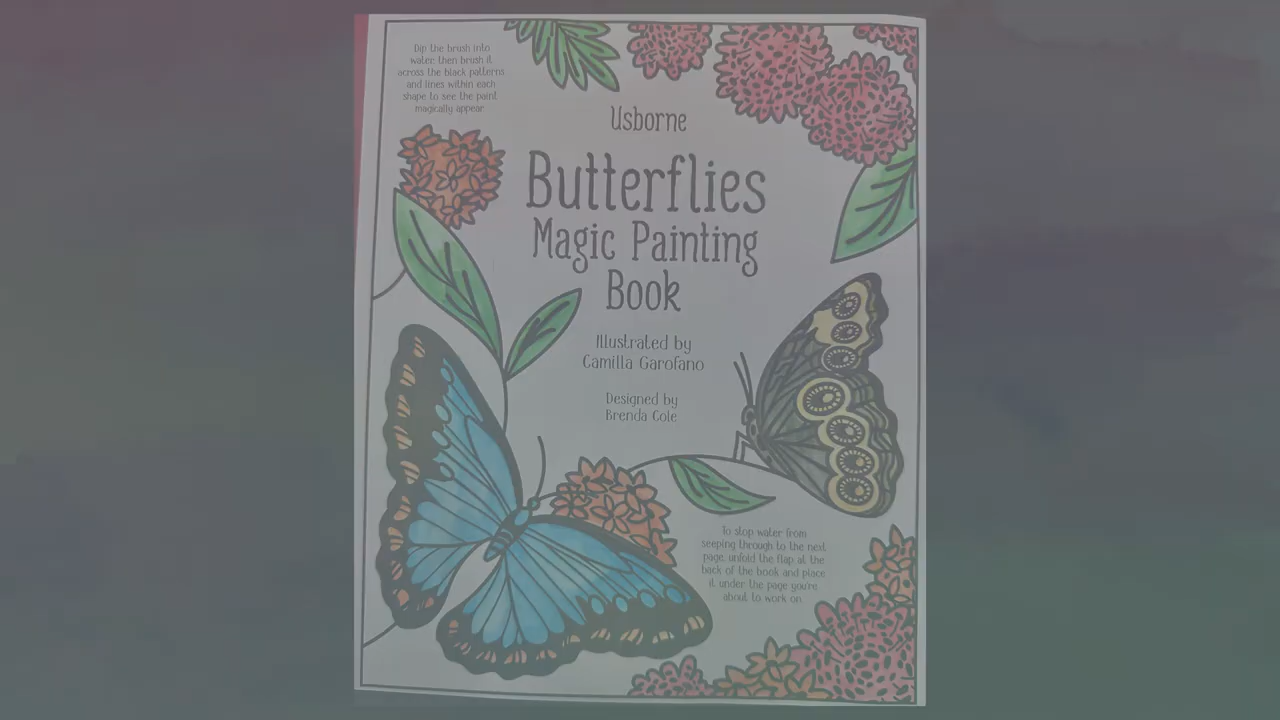 Dip the brush into
water, then brush it
across the black patterns
and lines within each
shape to see the paint
magically appear.
Usborne
Butterflies
Magic Painting
Book
Illustrated by
Camilla Garofano
Designed by
Brenda Cole
To stop water from
seeping through to the next
page, unfold the flap at the
back of the book and place
it under the page you're
about to work on.